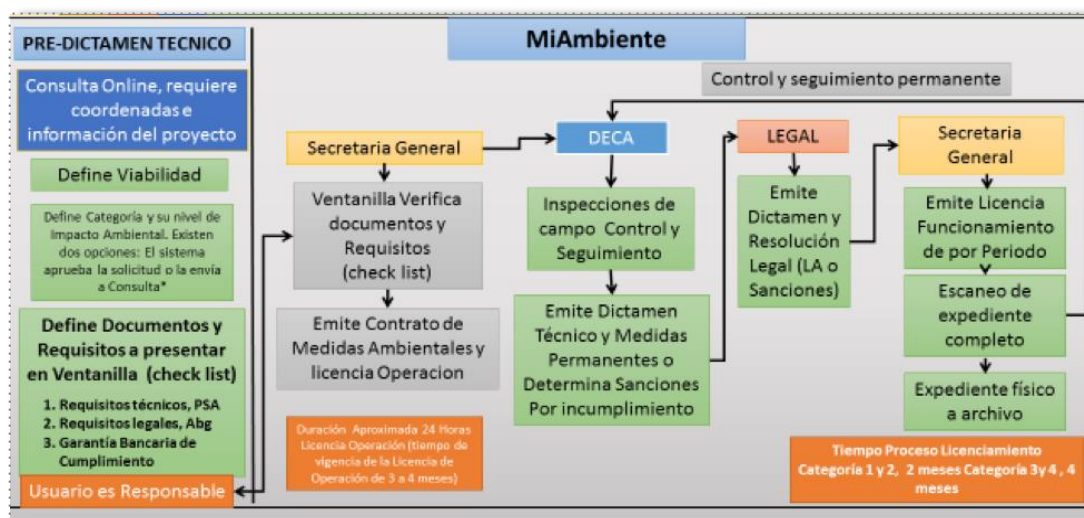 PRE-DICTAMEN TECNICO
Consulta Online, requiere
coordenadas e
información del proyecto
Define Viabilidad
Define Categoría y su nivel de
Impacto Ambiental. Existen
dos opciones: El sistema
aprueba la solicitud o la envía
a Consulta*
Define Documentos y
Requisitos a presentar
en Ventanilla (check list)
1. Requisitos técnicos, PSA
2. Requisitos legales, Abg
3. Garantía Bancaria de
Cumplimiento
Usuario es Responsable
MiAmbiente
Control y seguimiento permanente
Secretaria General
Ventanilla Verifica
documentos y
Requisitos
(check list)
Emite Contrato de
Medidas Ambientales y
licencia Operacion
Duración Aproximada 24 Horas
Licencia Operación (tiempo de
vigencia de la Licencia de
Operación de 3 a 4 meses)
DECA
Inspecciones de
campo Control y
Seguimiento
Emite Dictamen
Técnico y Medidas
Permanentes o
Determina Sanciones
Por incumplimiento
LEGAL
Emite
Dictamen y
Resolución
Legal (LA o
Sanciones)
Secretaria
General
Emite Licencia
Funcionamiento
de por Periodo
Escaneo de
expediente
completo
Expediente físico
a archivo
Tiempo Proceso Licenciamiento
Categoría 1 y 2, 2 meses Categoría 3y 4 , 4
meses